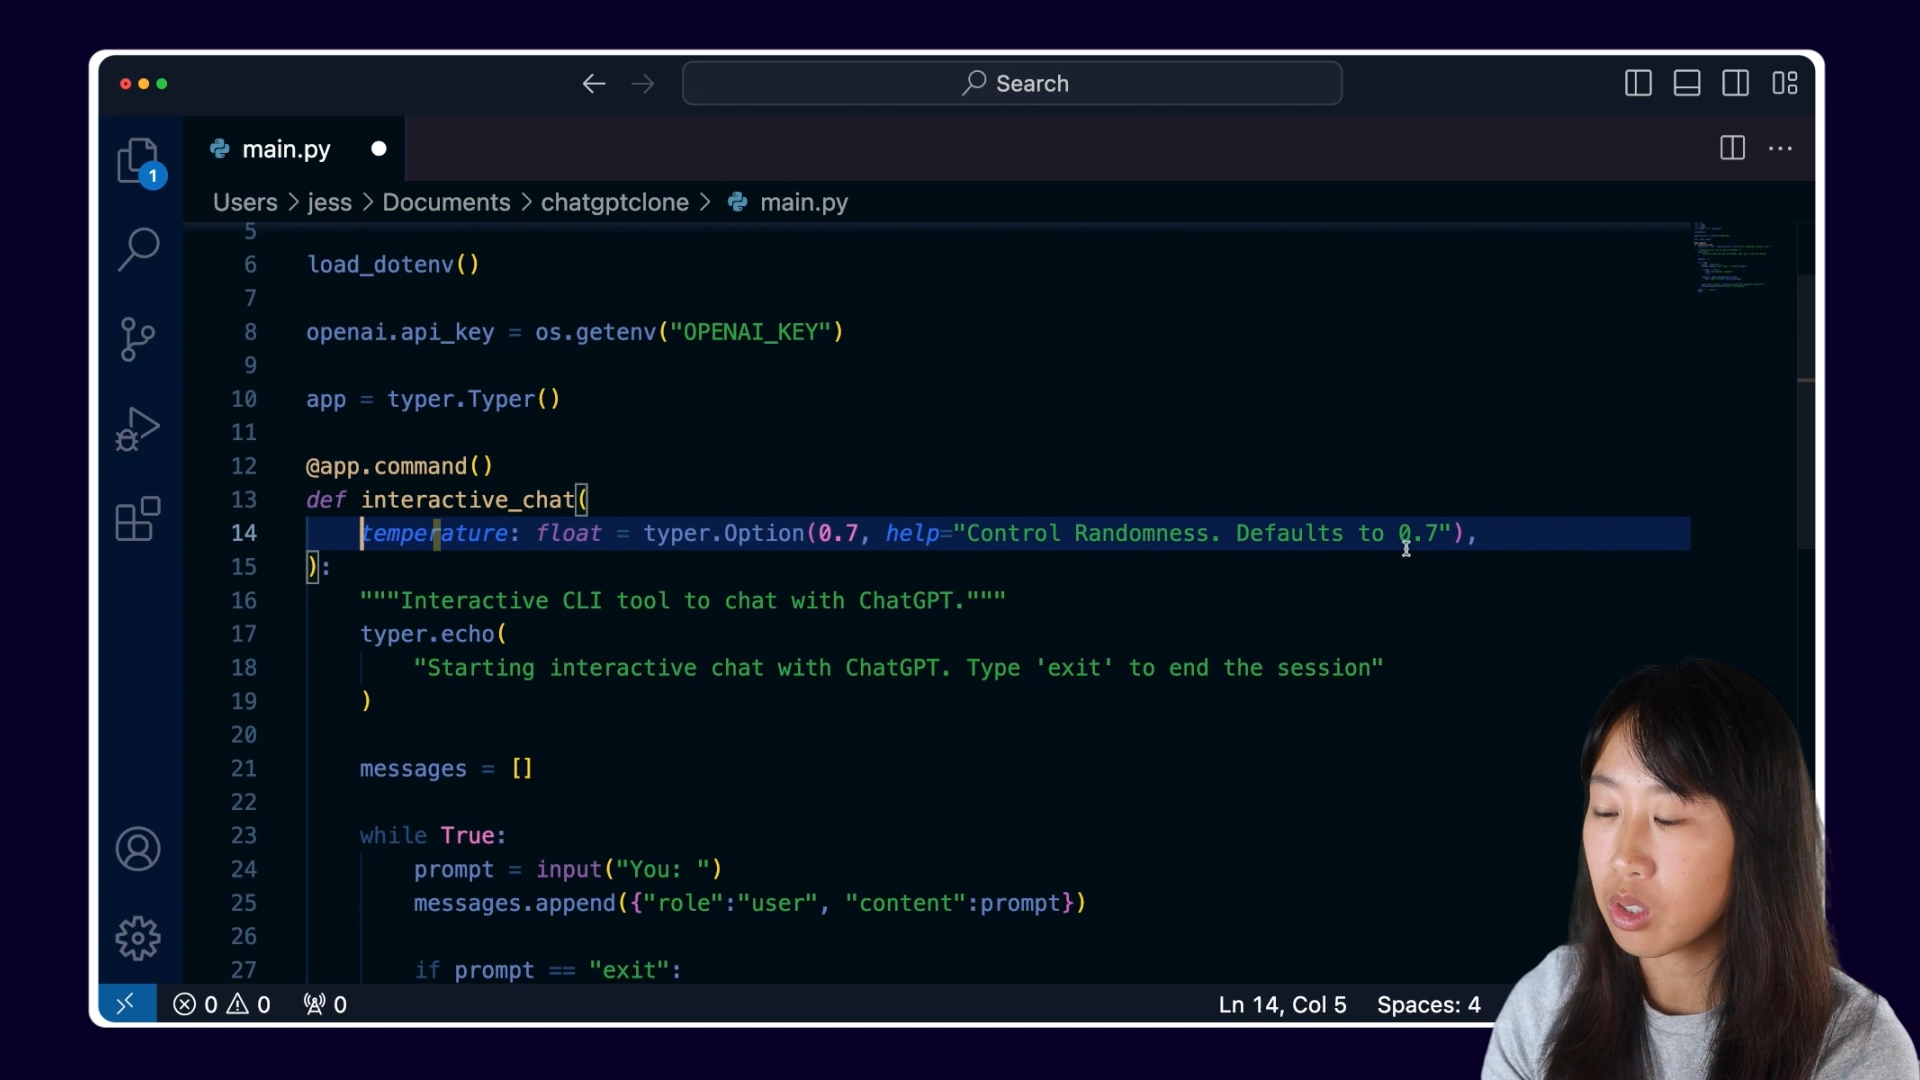 Search
1
main.py
Users > jess > Documents > chatgptclone > main.py
5
6 load_dotenv()
7
8 openai.api_key = os.getenv("OPENAI_KEY")
9
10 app = typer.Typer()
11
12 @app.command()
13 def interactive_chat(
14 temperature: float = typer.Option(0.7, help="Control Randomness. Defaults to 0.7"),
15 ):
16 """Interactive CLI tool to chat with ChatGPT."""
17 typer.echo(
18 "Starting interactive chat with ChatGPT. Type 'exit' to end the session"
19 )
20
21 messages = []
22
23 while True:
24 prompt = input("You: ")
25 messages.append({"role":"user", "content":prompt})
26
27 if prompt == "exit":
0 0 0 Ln 14, Col 5 Spaces: 4